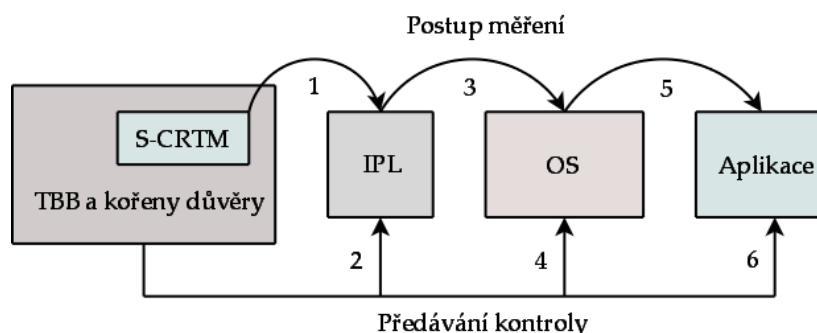 Postup měření
1
3
5
S-CRTM
IPL
OS
Aplikace
TBB a kořeny důvěry
2
4
6
Předávání kontroly